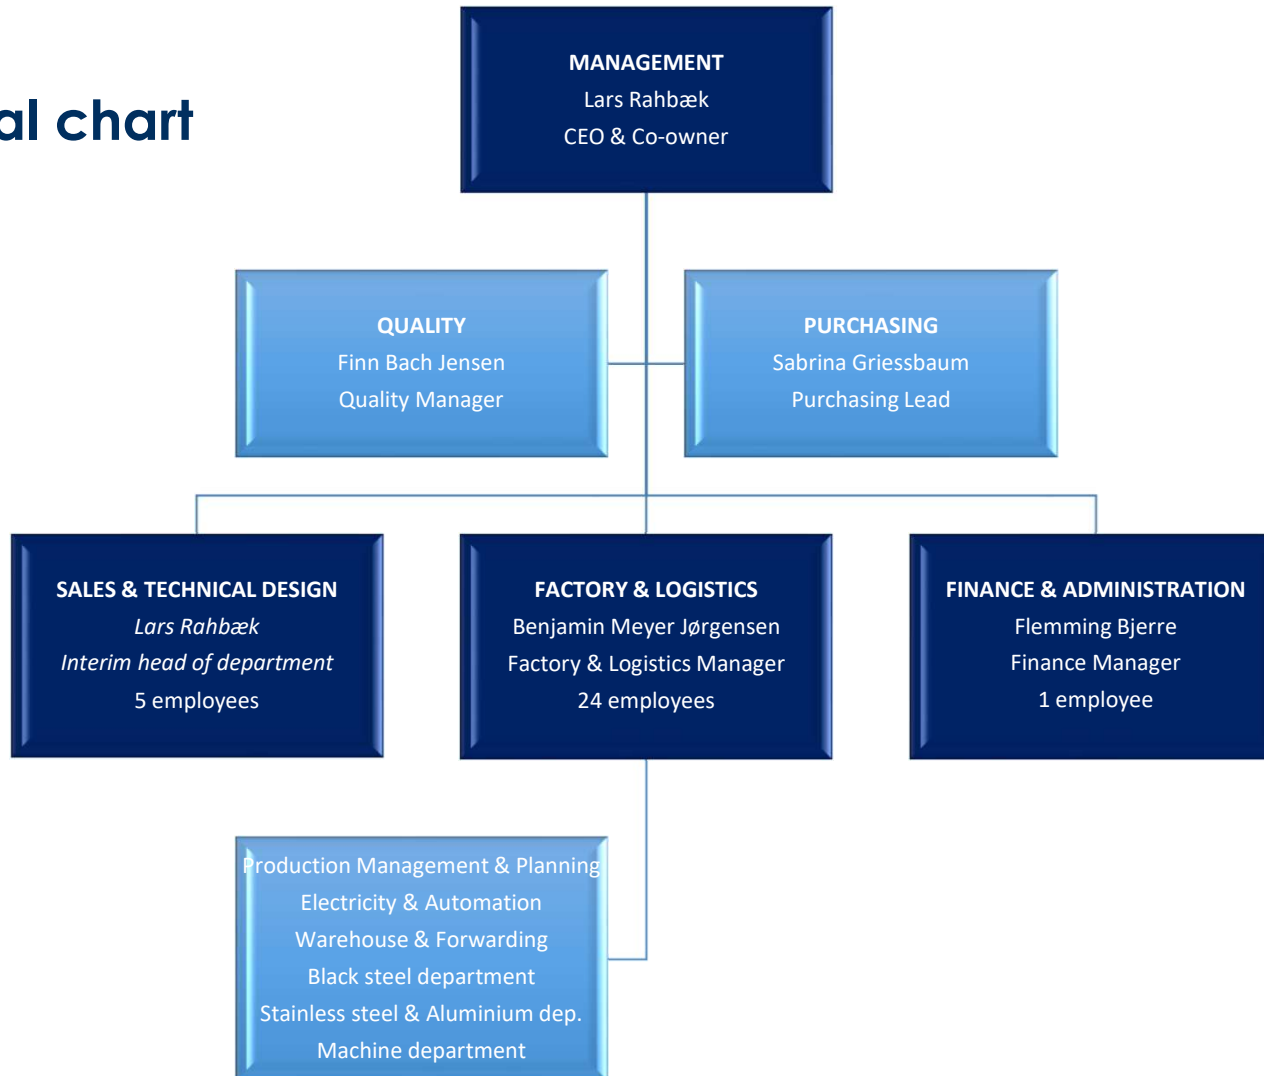 al chart
MANAGEMENT
Lars Rahbæk
CEO & Co-owner
QUALITY
Finn Bach Jensen
Quality Manager
PURCHASING
Sabrina Griessbaum
Purchasing Lead
SALES & TECHNICAL DESIGN
Lars Rahbæk
Interim head of department
5 employees
FACTORY & LOGISTICS
Benjamin Meyer Jørgensen
Factory & Logistics Manager
24 employees
FINANCE & ADMINISTRATION
Flemming Bjerre
Finance Manager
1 employee
Production Management & Planning
Electricity & Automation
Warehouse & Forwarding
Black steel department
Stainless steel & Aluminium dep.
Machine department